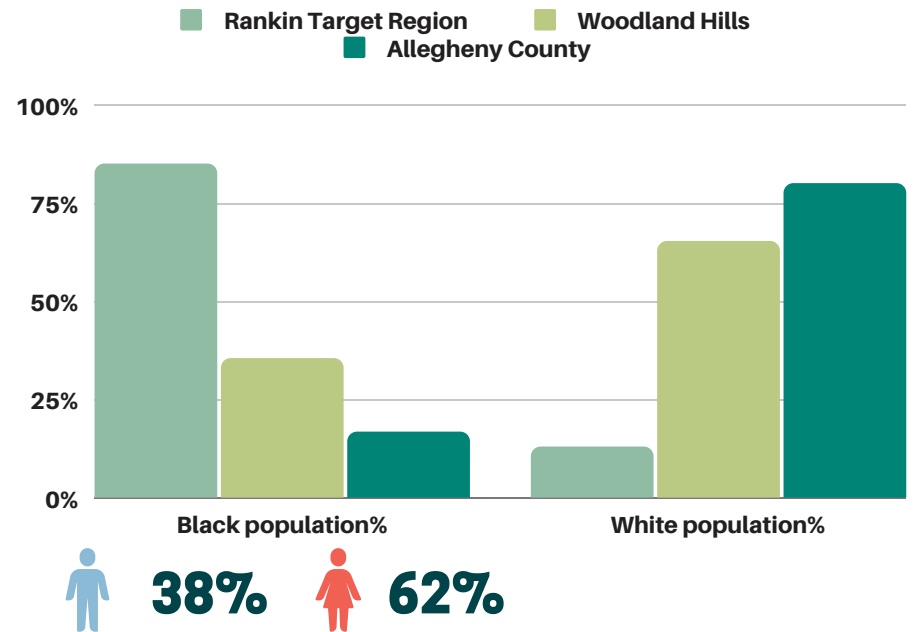 Rankin Target Region Woodland Hills
Allegheny County
100%
75%
50%
25%
0%
Black population% White population%
38% 62%